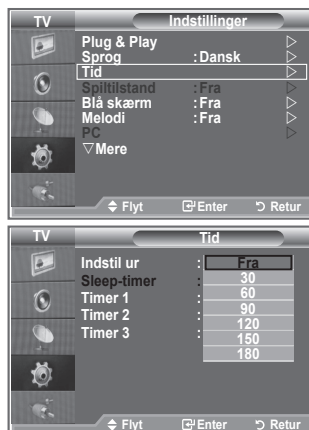 TV Indstillinger
Plug & Play
Sprog : Dansk
Tid
Spiltilstand : Fra
Blå skærm : Fra
Melodi : Fra
PC
▽Mere
Flyt Enter Retur
TV Tid
Indstil ur : Fra
Sleep-timer : 30
Timer 1 : 60
Timer 2 : 90
Timer 3 : 120
150
180
Flyt Enter Retur